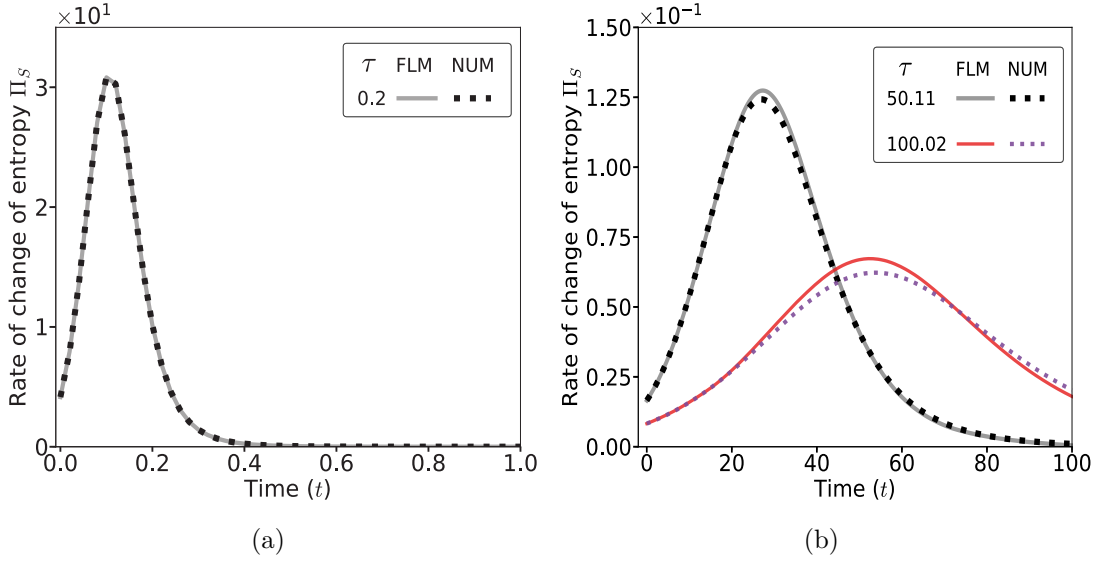 ×10¹
Rate of change of entropy Π_S
3
2
1
0
τ FLM NUM
0.2
0.0 0.2 0.4 0.6 0.8 1.0
Time (t)
(a)
×10⁻¹
Rate of change of entropy Π_S
1.50
1.25
1.00
0.75
0.50
0.25
0.00
τ FLM NUM
50.11
100.02
0 20 40 60 80 100
Time (t)
(b)